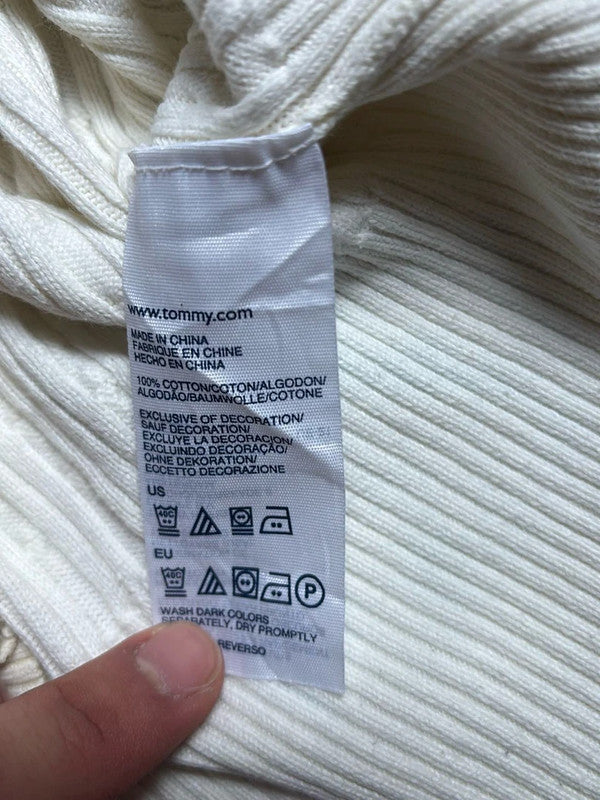 www.tommy.com
MADE IN CHINA
FABRIQUE EN CHINE
HECHO EN CHINA
100% COTTON/COTON/ALGODON/
ALGODÃO/BAUMWOLLE/COTONE
EXCLUSIVE OF DECORATION/
SAUF DECORATION/
EXCLUYE LA DECORACION/
EXCLUINDO DECORAÇÃO/
OHNE DEKORATION/
ECCETTO DECORAZIONE
US
40C
EU
40C
P
WASH DARK COLORS
SEPARATELY, DRY PROMPTLY
REVERSO